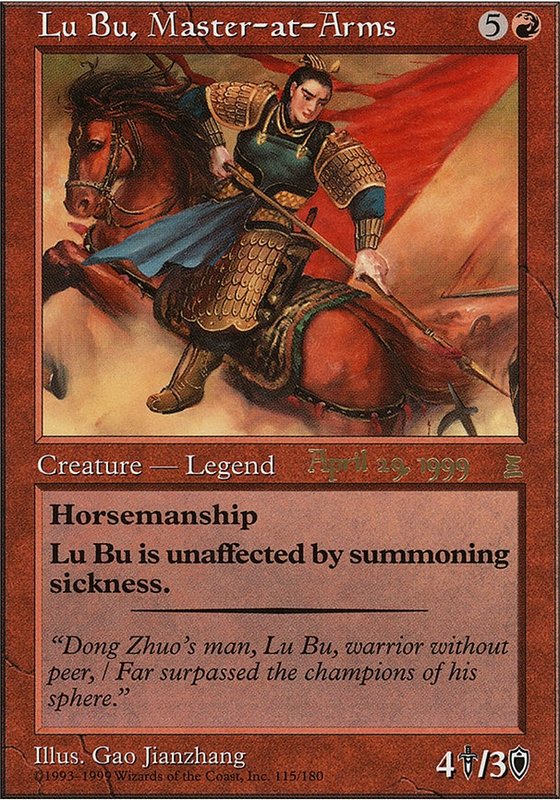 Lu Bu, Master-at-Arms 5
Creature — Legend April 29, 1999
Horsemanship
Lu Bu is unaffected by summoning
sickness.
“Dong Zhuo’s man, Lu Bu, warrior without
peer, / Far surpassed the champions of his
sphere.”
Illus. Gao Jianzhang
©1993-1999 Wizards of the Coast, Inc. 115/180
4/3